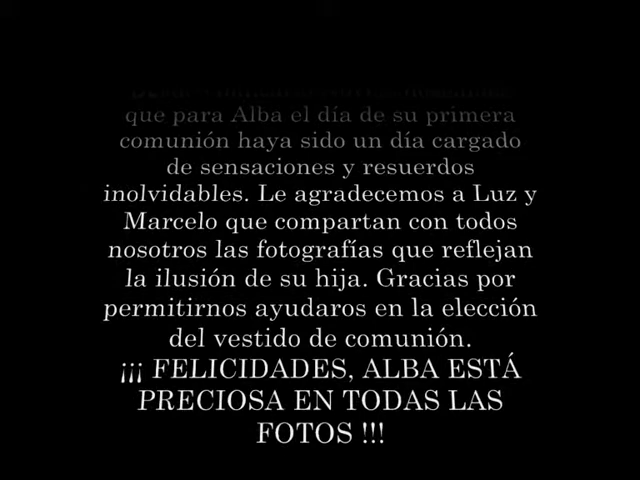 que para Alba el día de su primera
comunión haya sido un día cargado
de sensaciones y resuerdos
inolvidables. Le agradecemos a Luz y
Marcelo que compartan con todos
nosotros las fotografías que reflejan
la ilusión de su hija. Gracias por
permitirnos ayudaros en la elección
del vestido de comunión.
¡¡¡ FELICIDADES, ALBA ESTÁ
PRECIOSA EN TODAS LAS
FOTOS !!!